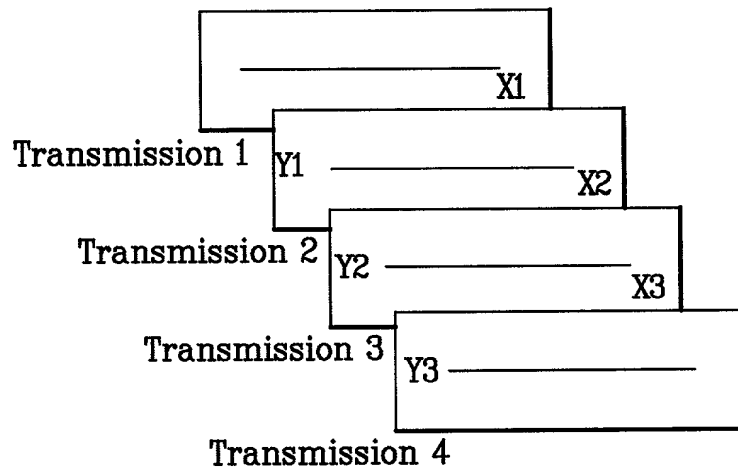 X1
Transmission 1
Y1
X2
Transmission 2
Y2
X3
Transmission 3
Y3
Transmission 4